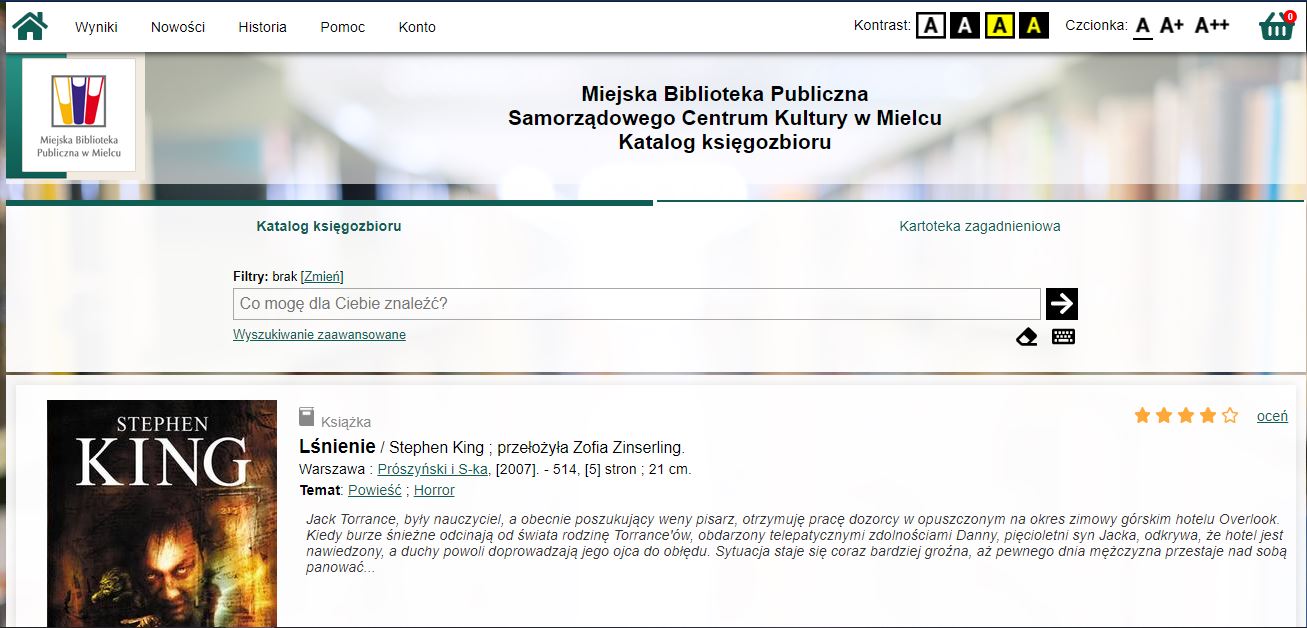 Wyniki Nowości Historia Pomoc Konto Kontrast: A A A A Czcionka: A A+ A++ 0
Miejska Biblioteka
Publiczna w Mielcu
Miejska Biblioteka Publiczna
Samorządowego Centrum Kultury w Mielcu
Katalog księgozbioru
Katalog księgozbioru Kartoteka zagadnieniowa
Filtry: brak [Zmień]
Co mogę dla Ciebie znaleźć?
Wyszukiwanie zaawansowane
STEPHEN
KING
Książka
oceń
Lśnienie / Stephen King ; przełożyła Zofia Zinserling.
Warszawa : Prószyński i S-ka, [2007]. - 514, [5] stron ; 21 cm.
Temat: Powieść ; Horror
Jack Torrance, były nauczyciel, a obecnie poszukujący weny pisarz, otrzymuję pracę dozorcy w opuszczonym na okres zimowy górskim hotelu Overlook.
Kiedy burze śnieżne odcinają od świata rodzinę Torrance'ów, obdarzony telepatycznymi zdolnościami Danny, pięcioletni syn Jacka, odkrywa, że hotel jest
nawiedzony, a duchy powoli doprowadzają jego ojca do obłędu. Sytuacja staje się coraz bardziej groźna, aż pewnego dnia mężczyzna przestaje nad sobą
panować...